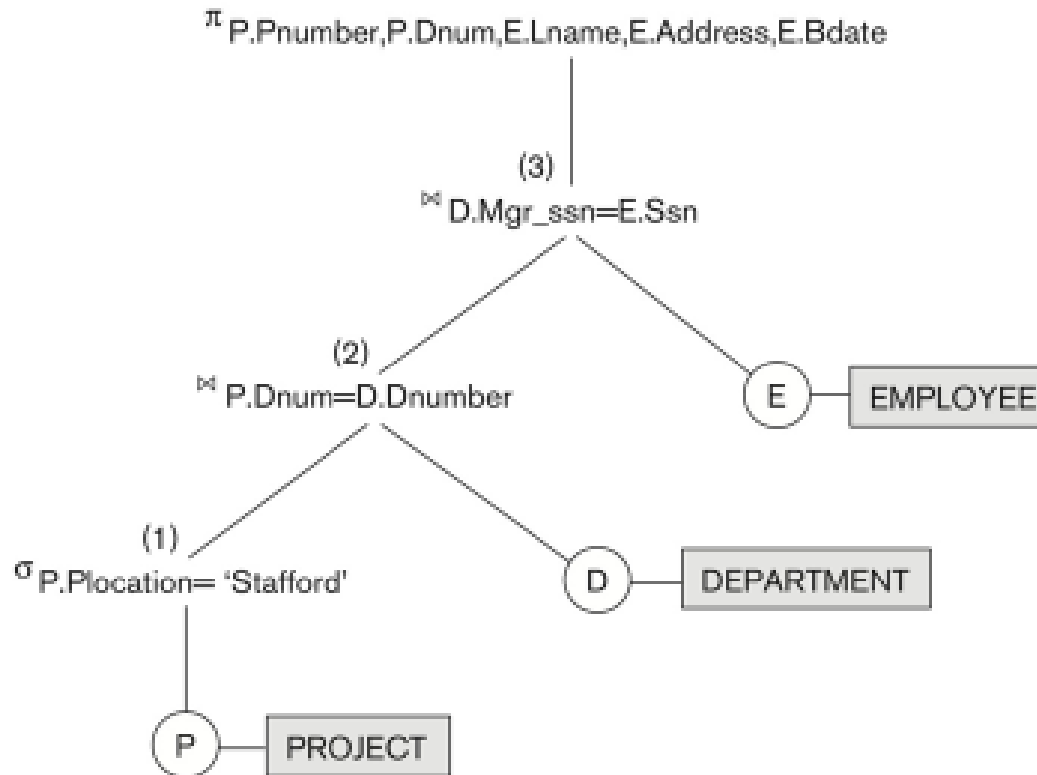 π P.Pnumber,P.Dnum,E.Lname,E.Address,E.Bdate
(3)
⋈ D.Mgr_ssn=E.Ssn
(2)
⋈ P.Dnum=D.Dnumber
E
EMPLOYEE
(1)
σ P.Plocation= ‘Stafford’
D
DEPARTMENT
P
PROJECT